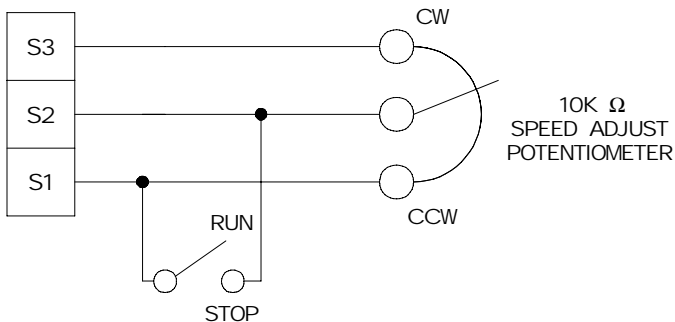 CW
S3
S2
10K Ω
SPEED ADJUST
POTENTIOMETER
S1
CCW
RUN
STOP